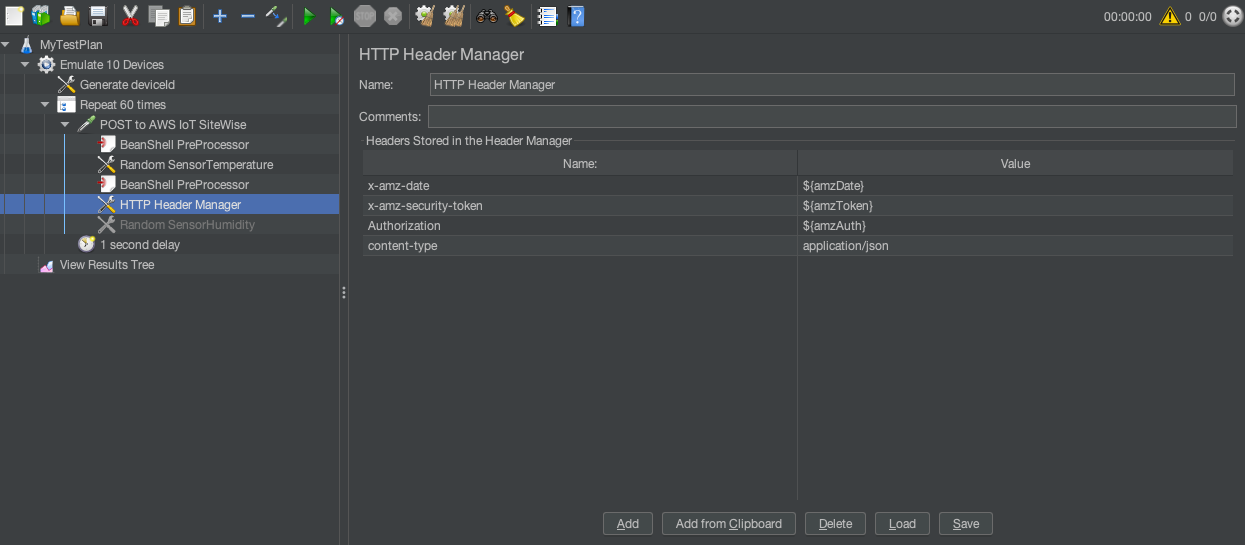 STOP
00:00:00 0 0/0
MyTestPlan
Emulate 10 Devices
Generate deviceId
Repeat 60 times
POST to AWS IoT SiteWise
BeanShell PreProcessor
Random SensorTemperature
BeanShell PreProcessor
HTTP Header Manager
Random SensorHumidity
1 second delay
View Results Tree
HTTP Header Manager
Name: HTTP Header Manager
Comments:
Headers Stored in the Header Manager
Name: Value
x-amz-date ${amzDate}
x-amz-security-token ${amzToken}
Authorization ${amzAuth}
content-type application/json
Add Add from Clipboard Delete Load Save